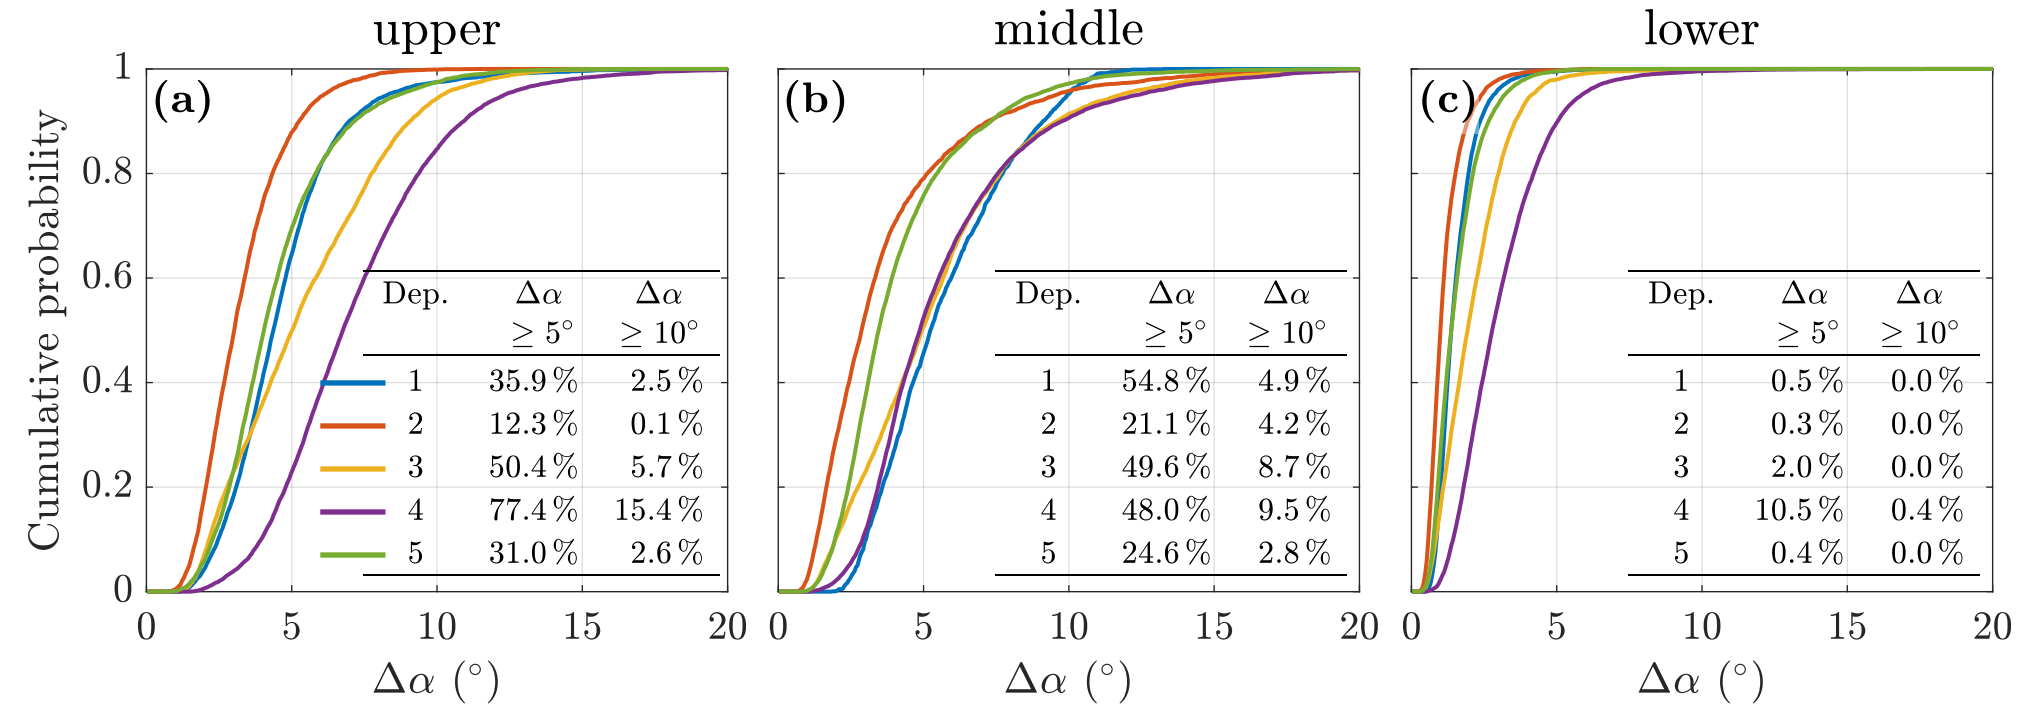 upper
middle
lower
(a)
(b)
(c)
Cumulative probability
1
0.8
0.6
0.4
0.2
0
Dep. Δα Δα
≥ 5° ≥ 10°
1 35.9 % 2.5 %
2 12.3 % 0.1 %
3 50.4 % 5.7 %
4 77.4 % 15.4 %
5 31.0 % 2.6 %
0 5 10 15 20
Δα (°)
Dep. Δα Δα
≥ 5° ≥ 10°
1 54.8 % 4.9 %
2 21.1 % 4.2 %
3 49.6 % 8.7 %
4 48.0 % 9.5 %
5 24.6 % 2.8 %
0 5 10 15 20
Δα (°)
Dep. Δα Δα
≥ 5° ≥ 10°
1 0.5 % 0.0 %
2 0.3 % 0.0 %
3 2.0 % 0.0 %
4 10.5 % 0.4 %
5 0.4 % 0.0 %
0 5 10 15 20
Δα (°)